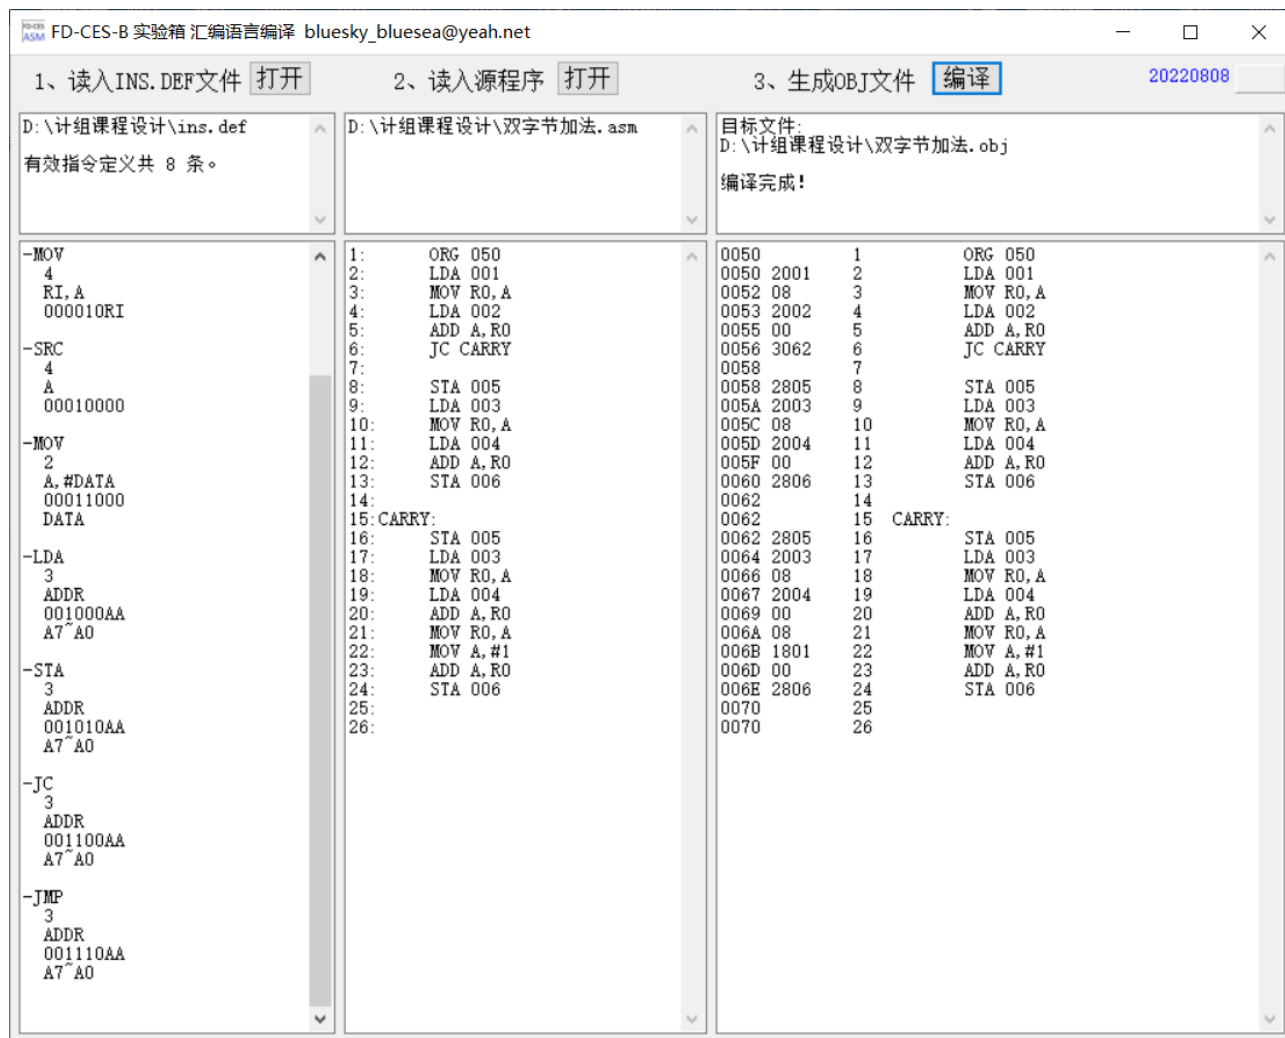 FD-CES ASM FD-CES-B 实验箱 汇编语言编译 bluesky_bluesea@yeah.net
1、读入INS.DEF文件 打开 2、读入源程序 打开 3、生成OBJ文件 编译 20220808
D:\计组课程设计\ins.def
有效指令定义共 8 条。
D:\计组课程设计\双字节加法.asm
目标文件:
D:\计组课程设计\双字节加法.obj
编译完成!
-MOV
4
RI,A
000010RI
-SRC
4
A
00010000
-MOV
2
A,#DATA
00011000
DATA
-LDA
3
ADDR
001000AA
A7~A0
-STA
3
ADDR
001010AA
A7~A0
-JC
3
ADDR
001100AA
A7~A0
-JMP
3
ADDR
001110AA
A7~A0
1: ORG 050
2: LDA 001
3: MOV R0,A
4: LDA 002
5: ADD A,R0
6: JC CARRY
7:
8: STA 005
9: LDA 003
10: MOV R0,A
11: LDA 004
12: ADD A,R0
13: STA 006
14:
15:CARRY:
16: STA 005
17: LDA 003
18: MOV R0,A
19: LDA 004
20: ADD A,R0
21: MOV R0,A
22: MOV A,#1
23: ADD A,R0
24: STA 006
25:
26:
0050 1 ORG 050
0050 2001 2 LDA 001
0052 08 3 MOV R0,A
0053 2002 4 LDA 002
0055 00 5 ADD A,R0
0056 3062 6 JC CARRY
0058 7
0058 2805 8 STA 005
005A 2003 9 LDA 003
005C 08 10 MOV R0,A
005D 2004 11 LDA 004
005F 00 12 ADD A,R0
0060 2806 13 STA 006
0062 14
0062 15 CARRY:
0062 2805 16 STA 005
0064 2003 17 LDA 003
0066 08 18 MOV R0,A
0067 2004 19 LDA 004
0069 00 20 ADD A,R0
006A 08 21 MOV R0,A
006B 1801 22 MOV A,#1
006D 00 23 ADD A,R0
006E 2806 24 STA 006
0070 25
0070 26